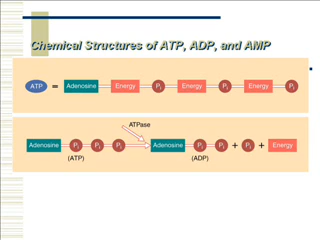 Chemical Structures of ATP, ADP, and AMP
ATP = Adenosine Energy Pi Energy Pi Energy Pi
ATPase
Adenosine Pi Pi Pi Adenosine Pi Pi + Pi + Energy
(ATP) (ADP)